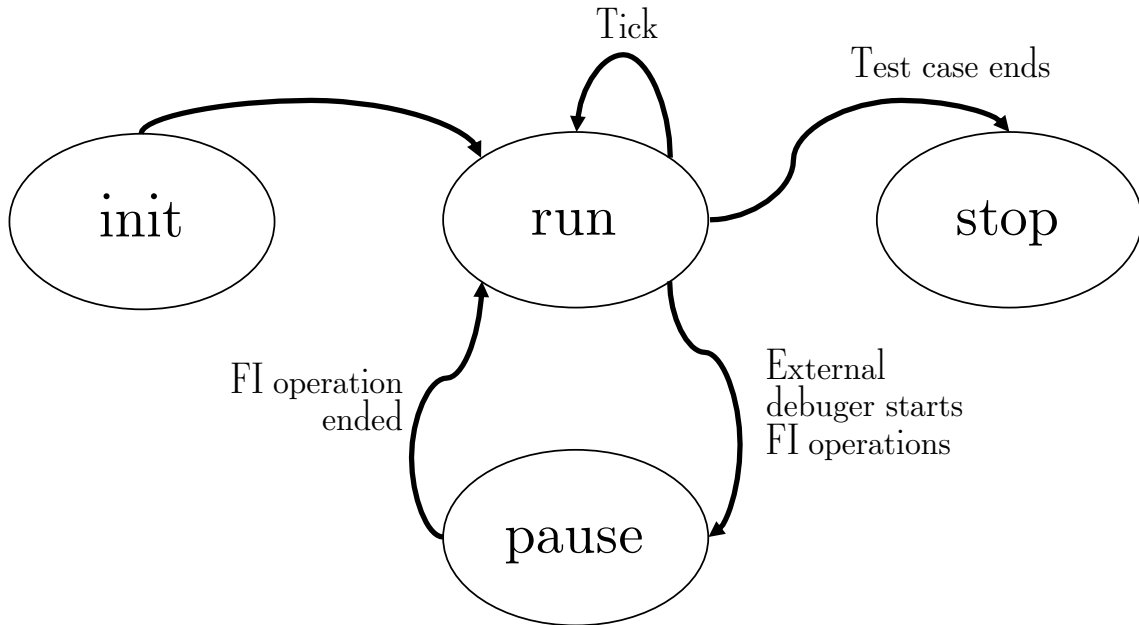 Tick
Test case ends
init
run
stop
FI operation
ended
External
debuger starts
FI operations
pause